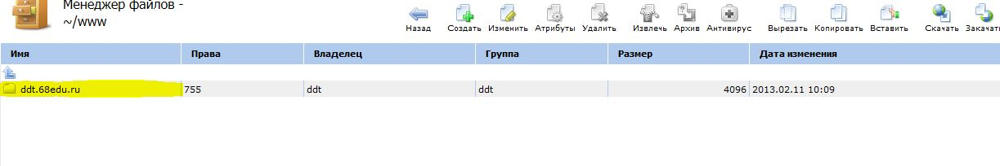 Менеджер файлов -
~/www
Назад Создать Изменить Атрибуты Удалить Извлечь Архив Антивирус Вырезать Копировать Вставить Скачать Закачать
Имя Права Владелец Группа Размер Дата изменения
ddt.68edu.ru 755 ddt ddt 4096 2013.02.11 10:09